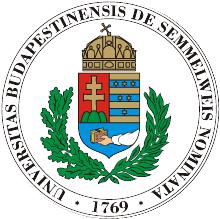 UNIVERSITAS BUDAPESTINENSIS DE SEMMELWEIS NOMINATA
· 1769 ·